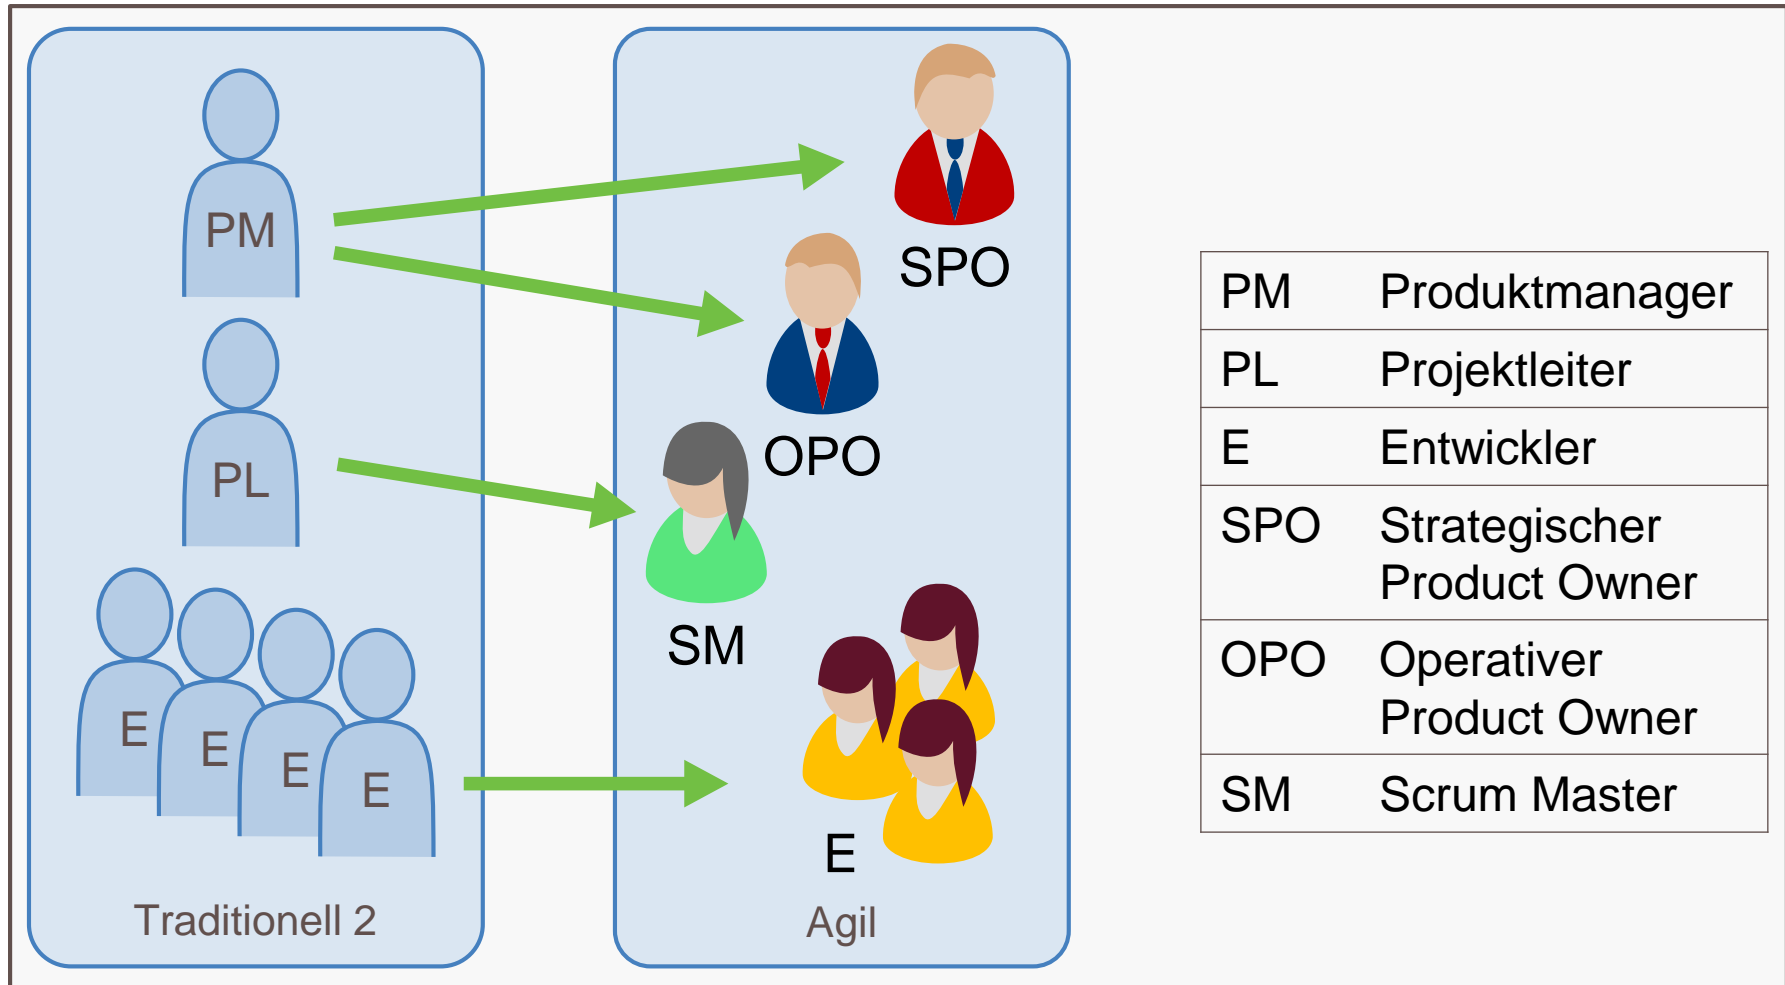 PM
PL
E
E
E
E
Traditionell 2
SPO
OPO
SM
E
Agil
PM Produktmanager
PL Projektleiter
E Entwickler
SPO Strategischer
Product Owner
OPO Operativer
Product Owner
SM Scrum Master